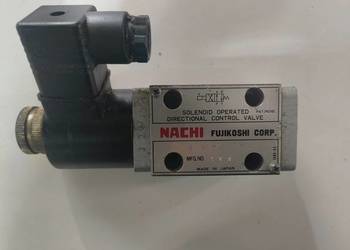 SOLENOID OPERATED
DIRECTIONAL CONTROL VALVE
NACHI FUJIKOSHI CORP.
MFG.NO.
MADE IN JAPAN